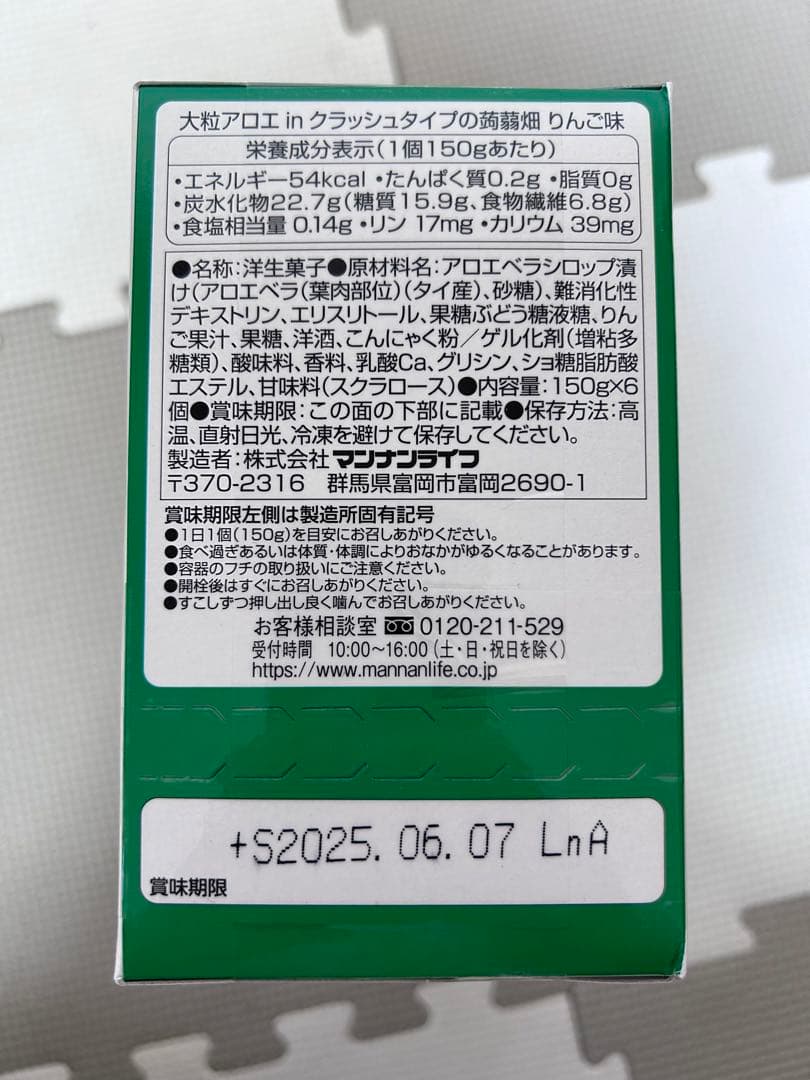 大粒アロエ in クラッシュタイプの蒟蒻畑 りんご味
栄養成分表示(1個150gあたり)
・エネルギー54kcal ・たんぱく質0.2g ・脂質0g
・炭水化物22.7g(糖質15.9g、食物繊維6.8g)
・食塩相当量 0.14g ・リン 17mg ・カリウム 39mg
●名称:洋生菓子●原材料名:アロエベラシロップ漬
け(アロエベラ(葉肉部位)(タイ産)、砂糖)、難消化性
デキストリン、エリスリトール、果糖ぶどう糖液糖、りん
ご果汁、果糖、洋酒、こんにゃく粉/ゲル化剤(増粘多
糖類)、酸味料、香料、乳酸Ca、グリシン、ショ糖脂肪酸
エステル、甘味料(スクラロース)●内容量:150g×6
個●賞味期限:この面の下部に記載●保存方法:高
温、直射日光、冷凍を避けて保存してください。
製造者:株式会社 マンナンライフ
〒370-2316 群馬県富岡市富岡2690-1
賞味期限左側は製造所固有記号
●1日1個(150g)を目安にお召しあがりください。
●食べ過ぎあるいは体質・体調によりおなかがゆるくなることがあります。
●容器のフチの取り扱いにご注意ください。
●開栓後はすぐにお召しあがりください。
●すこしずつ押し出し良く噛んでお召しあがりください。
お客様相談室 0120-211-529
受付時間 10:00〜16:00 (土・日・祝日を除く)
https://www.mannanlife.co.jp
+S2025. 06. 07 LnA
賞味期限